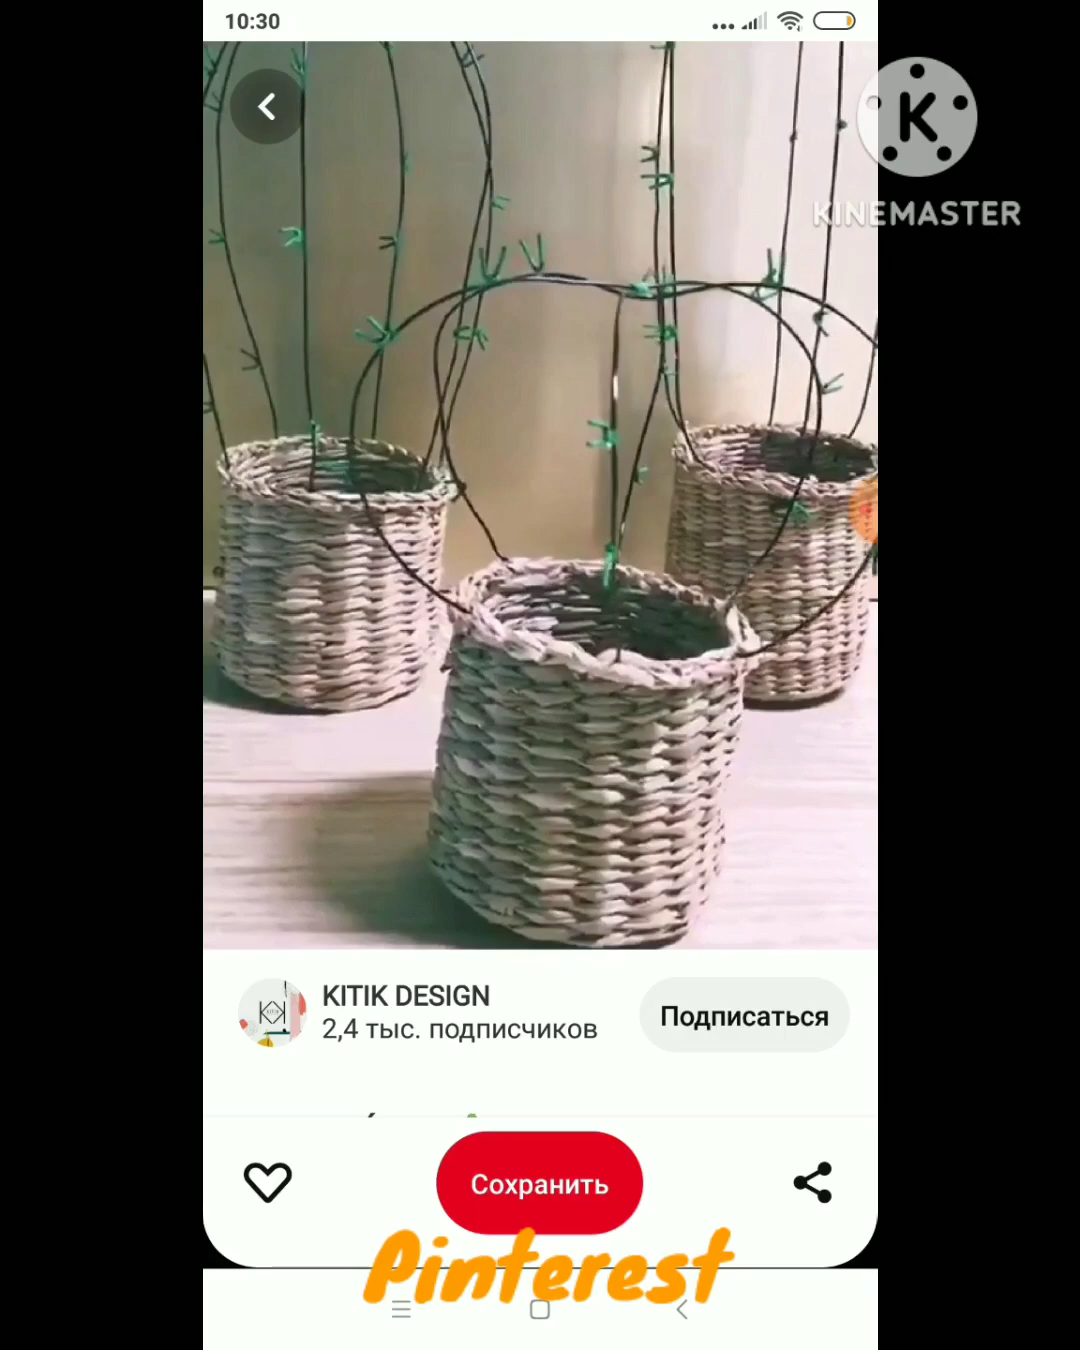 10:30
KINEMASTER
KITIK DESIGN
2,4 тыс. подписчиков
Подписаться
Сохранить
Pinterest